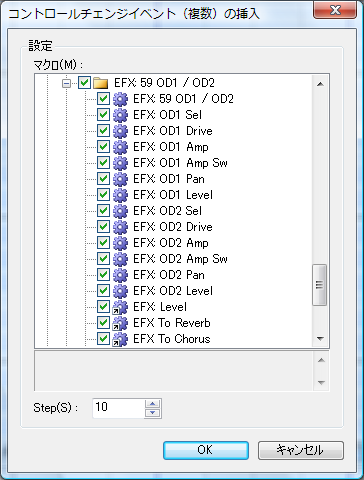 コントロールチェンジイベント（複数）の挿入
設定
マクロ(M)：
EFX: 59 OD1 / OD2
EFX: 59 OD1 / OD2
EFX: OD1 Sel
EFX: OD1 Drive
EFX: OD1 Amp
EFX: OD1 Amp Sw
EFX: OD1 Pan
EFX: OD1 Level
EFX: OD2 Sel
EFX: OD2 Drive
EFX: OD2 Amp
EFX: OD2 Amp Sw
EFX: OD2 Pan
EFX: OD2 Level
EFX: Level
EFX To Reverb
EFX To Chorus
Step(S)： 10
OK キャンセル